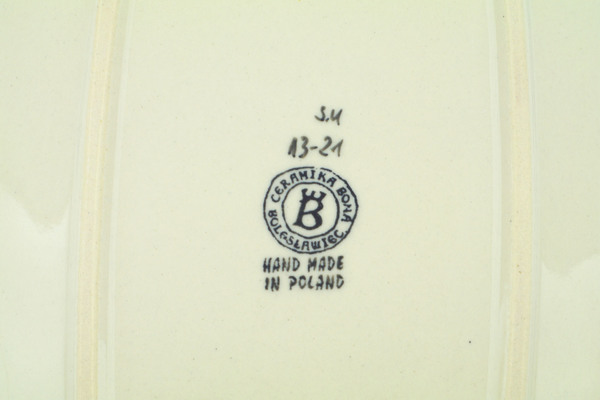 S.U
13-21
CERAMIKA BONA
BOLESŁAWIEC
B
HAND MADE
IN POLAND